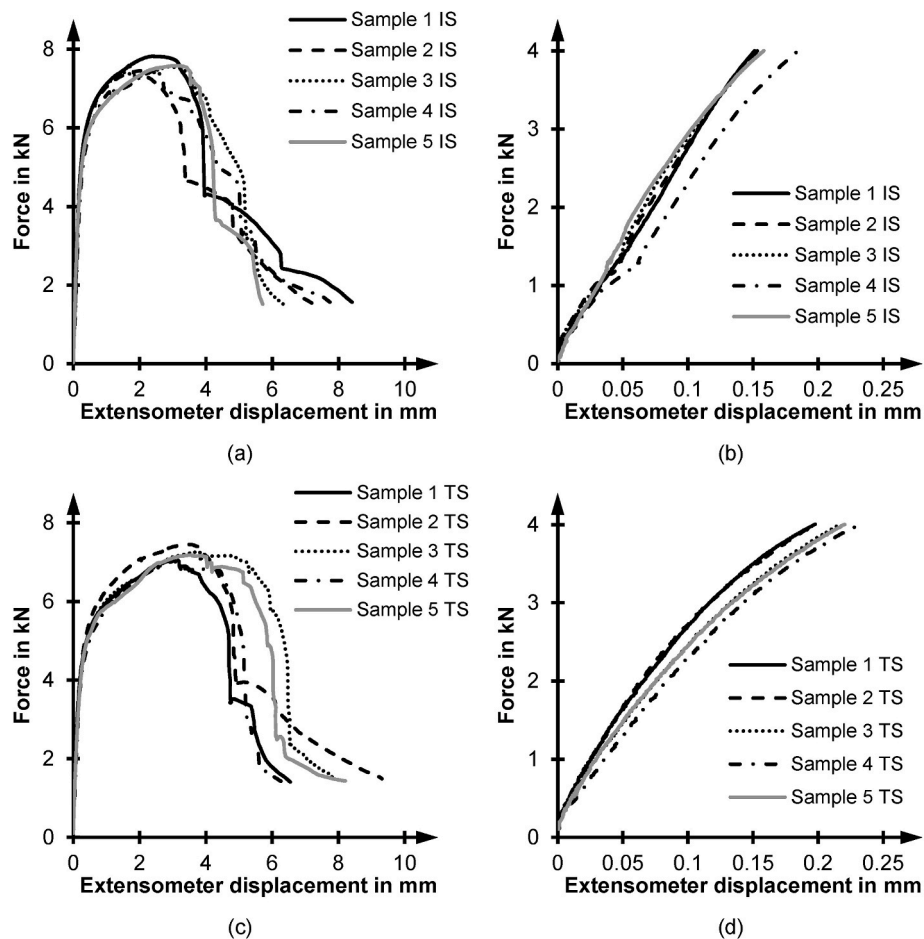 Sample 1 IS
Sample 2 IS
Sample 3 IS
Sample 4 IS
Sample 5 IS
Force in kN
8
6
4
2
0
0 2 4 6 8 10
Extensometer displacement in mm
(a)
Force in kN
4
3
2
1
0
Sample 1 IS
Sample 2 IS
Sample 3 IS
Sample 4 IS
Sample 5 IS
0 0.05 0.1 0.15 0.2 0.25
Extensometer displacement in mm
(b)
Sample 1 TS
Sample 2 TS
Sample 3 TS
Sample 4 TS
Sample 5 TS
Force in kN
8
6
4
2
0
0 2 4 6 8 10
Extensometer displacement in mm
(c)
Force in kN
4
3
2
1
0
Sample 1 TS
Sample 2 TS
Sample 3 TS
Sample 4 TS
Sample 5 TS
0 0.05 0.1 0.15 0.2 0.25
Extensometer displacement in mm
(d)